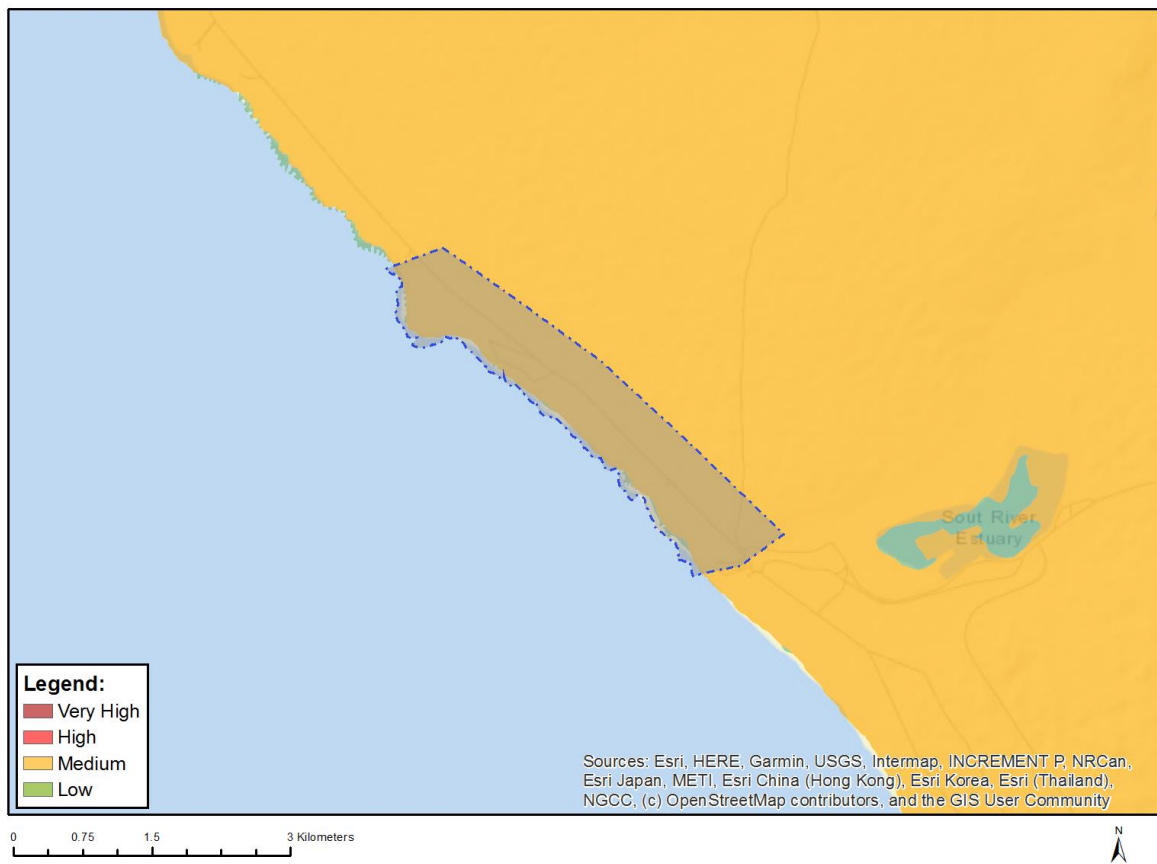 Sout River
Estuary
Legend:
Very High
High
Medium
Low
Sources: Esri, HERE, Garmin, USGS, Intermap, INCREMENT P, NRCan,
Esri Japan, METI, Esri China (Hong Kong), Esri Korea, Esri (Thailand),
NGCC, (c) OpenStreetMap contributors, and the GIS User Community
0 0.75 1.5 3 Kilometers
N